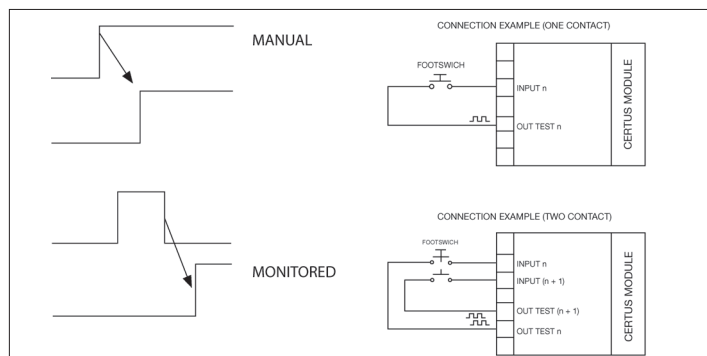 MANUAL
CONNECTION EXAMPLE (ONE CONTACT)
FOOTSWICH
INPUT n
OUT TEST n
CERTUS MODULE
MONITORED
CONNECTION EXAMPLE (TWO CONTACT)
FOOTSWICH
INPUT n
INPUT (n + 1)
OUT TEST (n + 1)
OUT TEST n
CERTUS MODULE